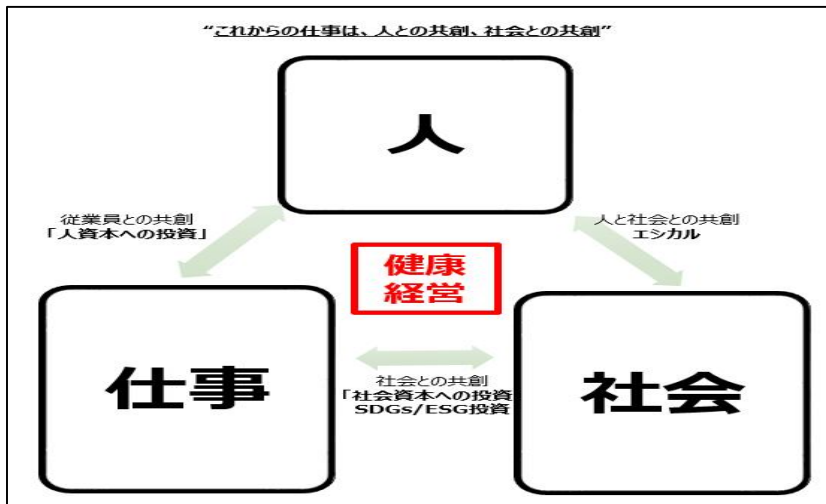 “これからの仕事は、人との共創、社会との共創”
人
従業員との共創
「人資本への投資」
人と社会との共創
エシカル
健康
経営
仕事
社会との共創
「社会資本への投資
SDGs/ESG投資
社会